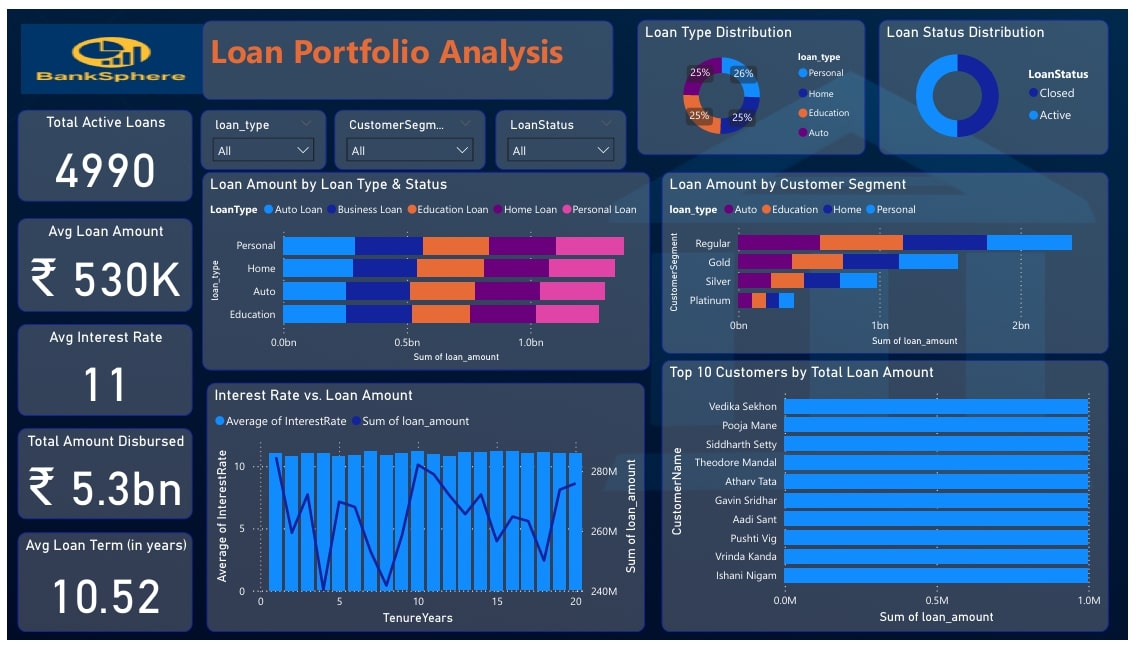 BankSphere
Loan Portfolio Analysis
Loan Type Distribution
25%
26%
25%
25%
loan_type
Personal
Home
Education
Auto
Loan Status Distribution
LoanStatus
Closed
Active
Total Active Loans
4990
loan_type
All
CustomerSegm...
All
LoanStatus
All
Avg Loan Amount
₹ 530K
Avg Interest Rate
11
Total Amount Disbursed
₹ 5.3bn
Avg Loan Term (in years)
10.52
Loan Amount by Loan Type & Status
LoanType Auto Loan Business Loan Education Loan Home Loan Personal Loan
loan_type
Personal
Home
Auto
Education
0.0bn 0.5bn 1.0bn
Sum of loan_amount
Loan Amount by Customer Segment
loan_type Auto Education Home Personal
CustomerSegment
Regular
Gold
Silver
Platinum
0bn 1bn 2bn
Sum of loan_amount
Interest Rate vs. Loan Amount
Average of InterestRate Sum of loan_amount
Average of InterestRate
10
5
0
280M
260M
240M
Sum of loan_amount
0 5 10 15 20
TenureYears
Top 10 Customers by Total Loan Amount
CustomerName
Vedika Sekhon
Pooja Mane
Siddharth Setty
Theodore Mandal
Atharv Tata
Gavin Sridhar
Aadi Sant
Pushti Vig
Vrinda Kanda
Ishani Nigam
0.0M 0.5M 1.0M
Sum of loan_amount